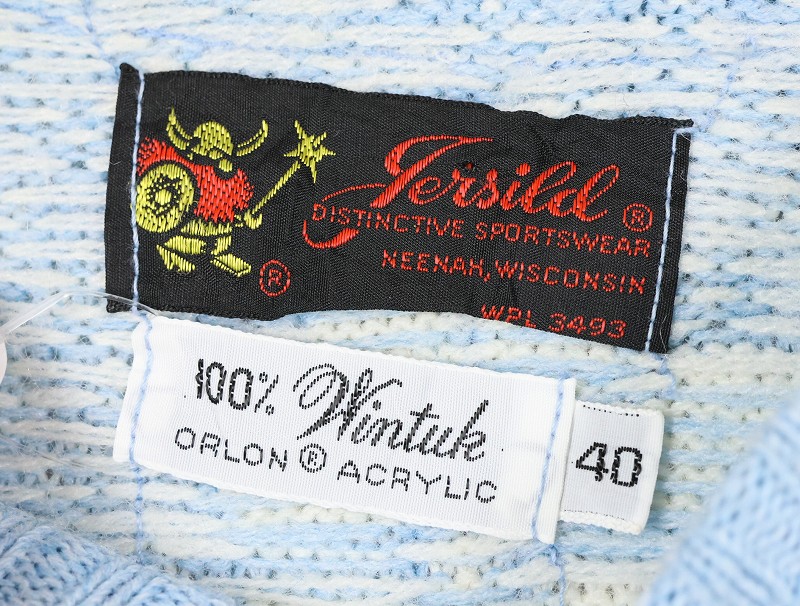 Jersild®
DISTINCTIVE SPORTSWEAR
NEENAH, WISCONSIN
®
WPL 3493
100% Wintuk
ORLON® ACRYLIC
40